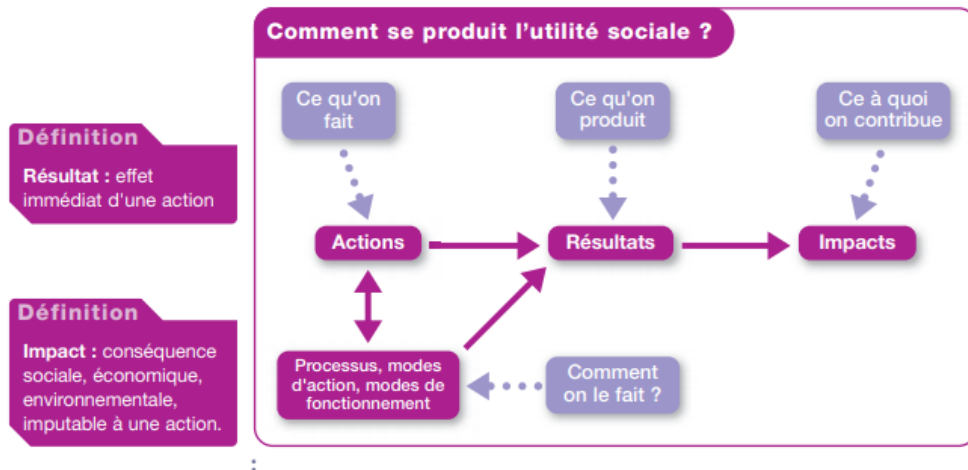 Comment se produit l'utilité sociale ?
Ce qu'on
fait
Ce qu'on
produit
Ce à quoi
on contribue
Définition
Résultat : effet
immédiat d'une action
Actions
Résultats
Impacts
Définition
Impact : conséquence
sociale, économique,
environnementale,
imputable à une action.
Processus, modes
d'action, modes de
fonctionnement
Comment
on le fait ?